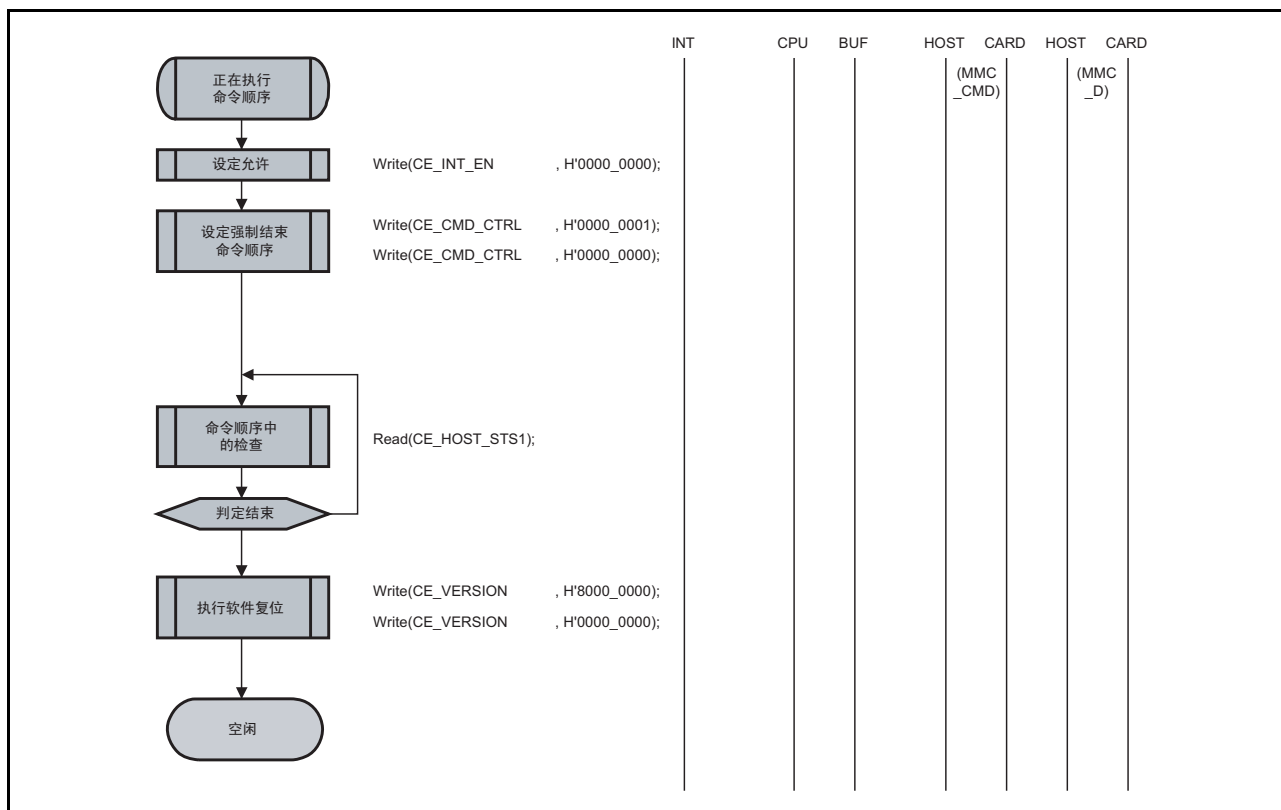 INT CPU BUF HOST CARD HOST CARD
(MMC
_CMD)
(MMC
_D)
正在执行
命令顺序
设定允许
Write(CE_INT_EN , H'0000_0000);
设定强制结束
命令顺序
Write(CE_CMD_CTRL , H'0000_0001);
Write(CE_CMD_CTRL , H'0000_0000);
命令顺序中
的检查
Read(CE_HOST_STS1);
判定结束
执行软件复位
Write(CE_VERSION , H'8000_0000);
Write(CE_VERSION , H'0000_0000);
空闲